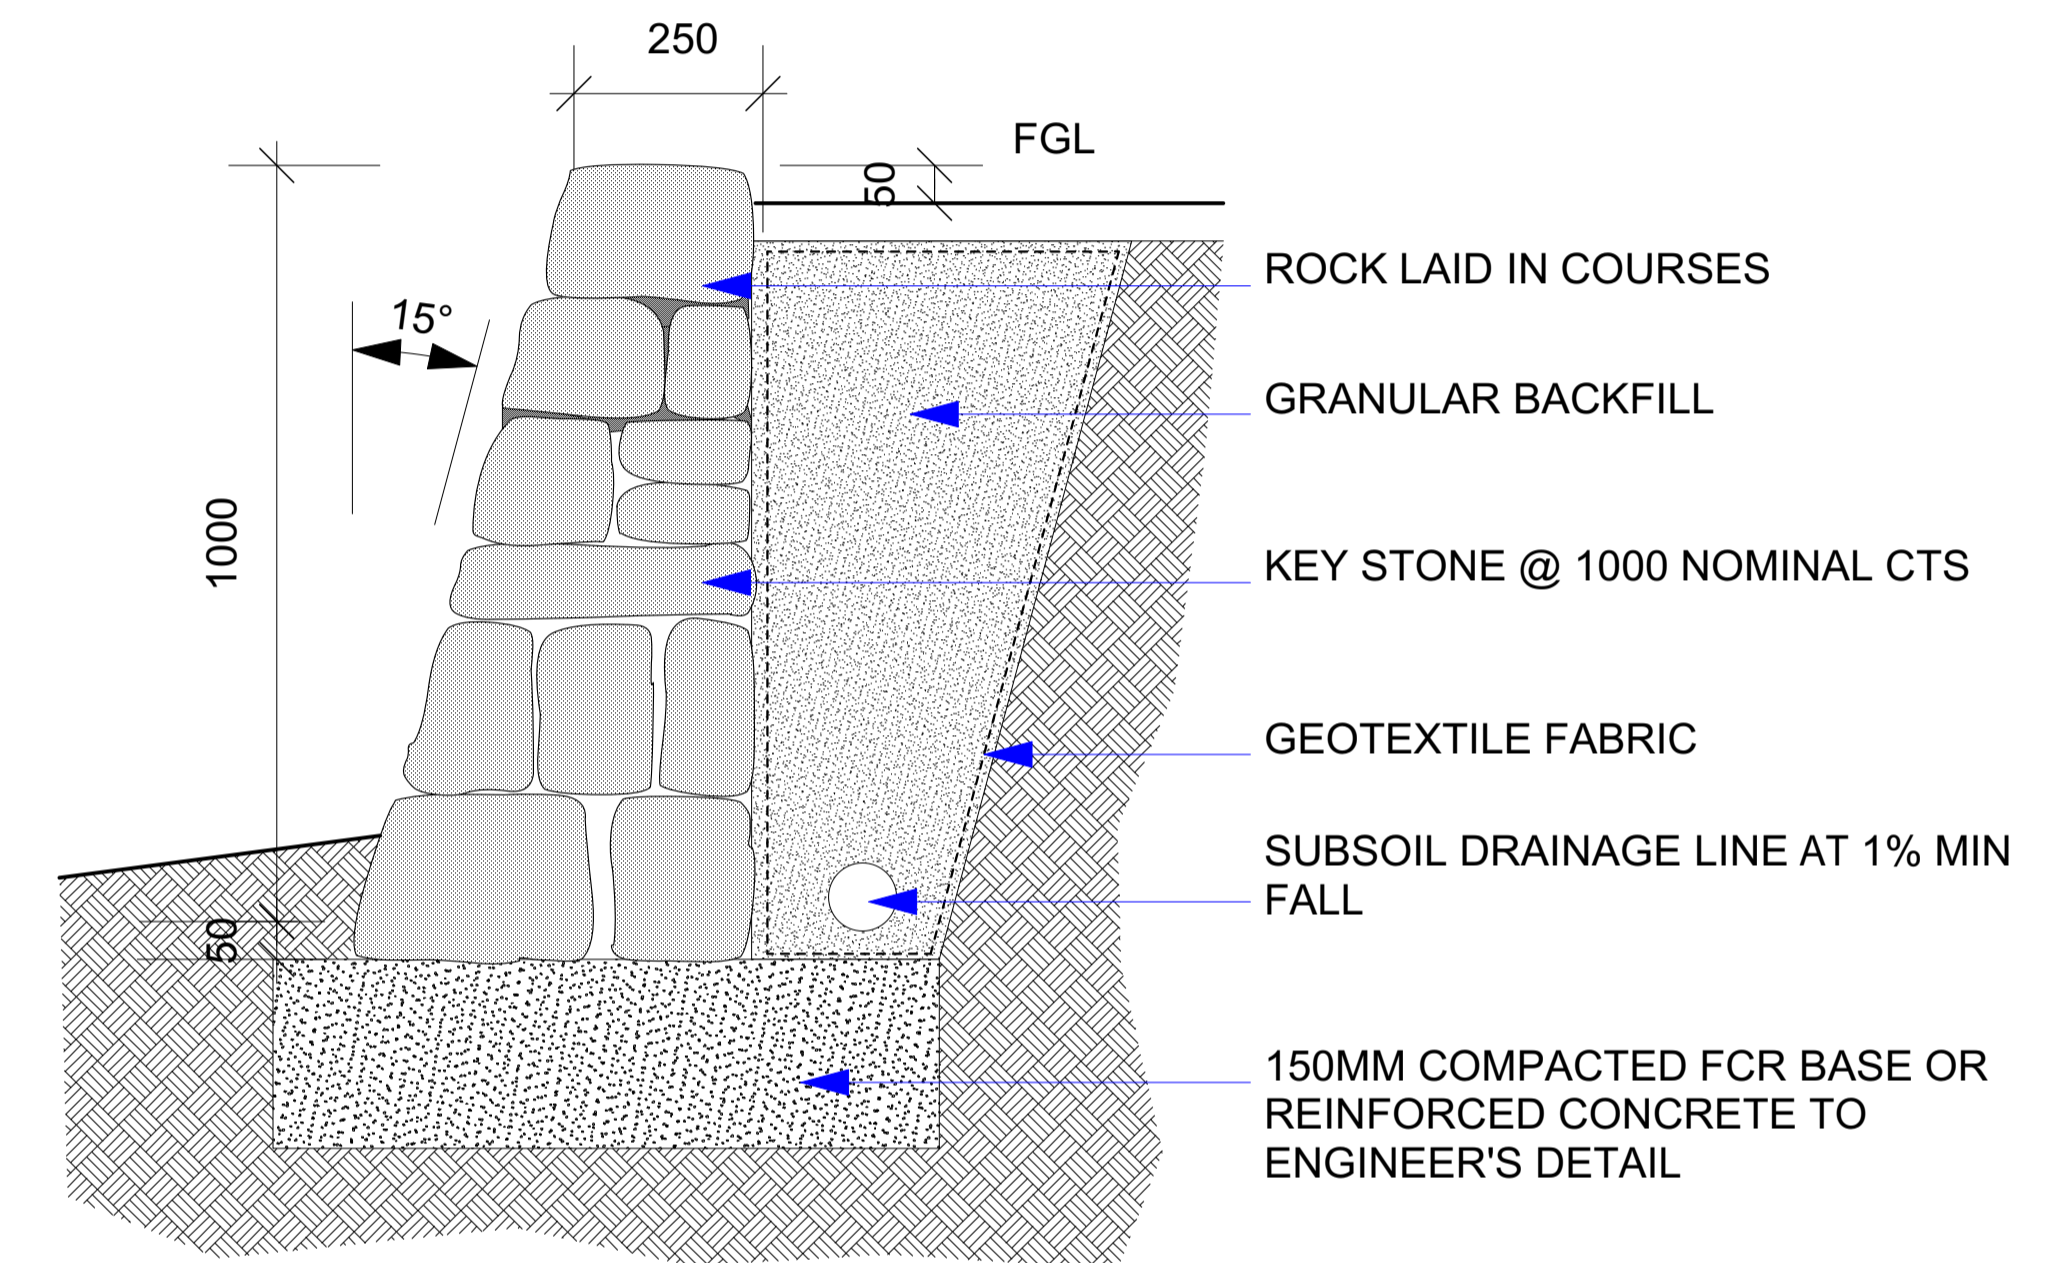 250
FGL
50
ROCK LAID IN COURSES
15°
GRANULAR BACKFILL
1000
KEY STONE @ 1000 NOMINAL CTS
GEOTEXTILE FABRIC
SUBSOIL DRAINAGE LINE AT 1% MIN
FALL
50
150MM COMPACTED FCR BASE OR
REINFORCED CONCRETE TO
ENGINEER'S DETAIL